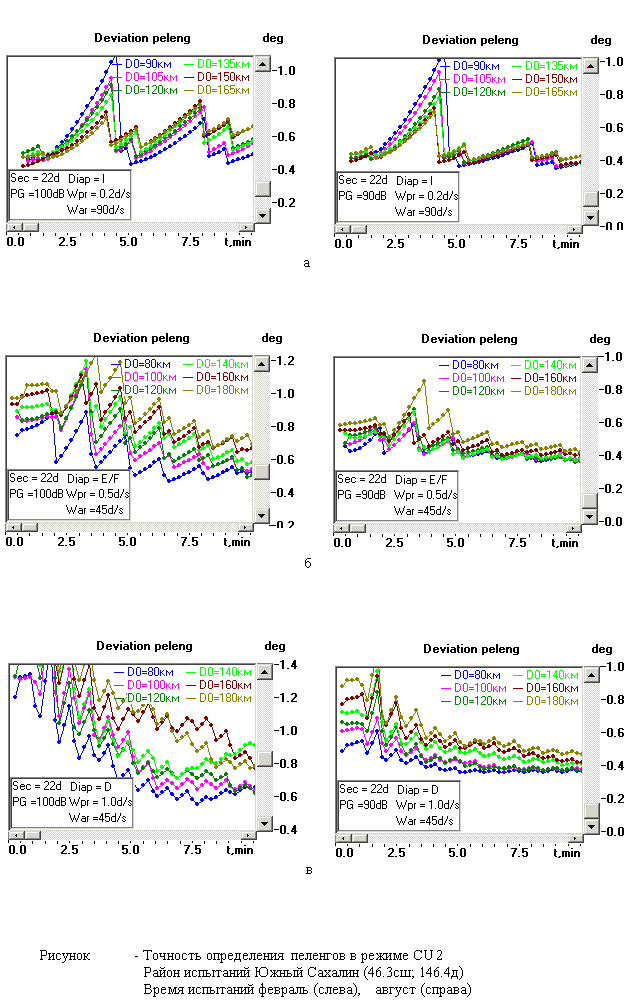 Deviation peleng deg
D0=90км D0=135км
D0=105км D0=150км
D0=120км D0=165км
-1.0
-0.8
-0.6
-0.4
-0.2
Sec = 22d Diap = I
PG =100dB Wpr = 0.2d/s
War =90d/s
0.0 2.5 5.0 7.5 t,min
Deviation peleng deg
D0=90км D0=135км
D0=105км D0=150км
D0=120км D0=165км
-1.0
-0.8
-0.6
-0.4
-0.2
-0.0
Sec = 22d Diap = I
PG =90dB Wpr = 0.2d/s
War =90d/s
0.0 2.5 5.0 7.5 t,min
а
Deviation peleng deg
D0=80км D0=140км
D0=100км D0=160км
D0=120км D0=180км
-1.2
-1.0
-0.8
-0.6
-0.4
-0.2
Sec = 22d Diap = E/F
PG =100dB Wpr = 0.5d/s
War =45d/s
0.0 2.5 5.0 7.5 t,min
Deviation peleng deg
D0=80км D0=140км
D0=100км D0=160км
D0=120км D0=180км
-1.0
-0.8
-0.6
-0.4
-0.2
-0.0
Sec = 22d Diap = E/F
PG =90dB Wpr = 0.5d/s
War =45d/s
0.0 2.5 5.0 7.5 t,min
б
Deviation peleng deg
D0=80км D0=140км
D0=100км D0=160км
D0=120км D0=180км
-1.4
-1.2
-1.0
-0.8
-0.6
-0.4
Sec = 22d Diap = D
PG =100dB Wpr = 1.0d/s
War =45d/s
0.0 2.5 5.0 7.5 t,min
Deviation peleng deg
D0=80км D0=140км
D0=100км D0=160км
D0=120км D0=180км
-1.0
-0.8
-0.6
-0.4
-0.2
-0.0
Sec = 22d Diap = D
PG =90dB Wpr = 1.0d/s
War =45d/s
0.0 2.5 5.0 7.5 t,min
в
Рисунок - Точность определения пеленгов в режиме CU 2
Район испытаний Южный Сахалин (46.3сш; 146.4д)
Время испытаний февраль (слева), август (справа)